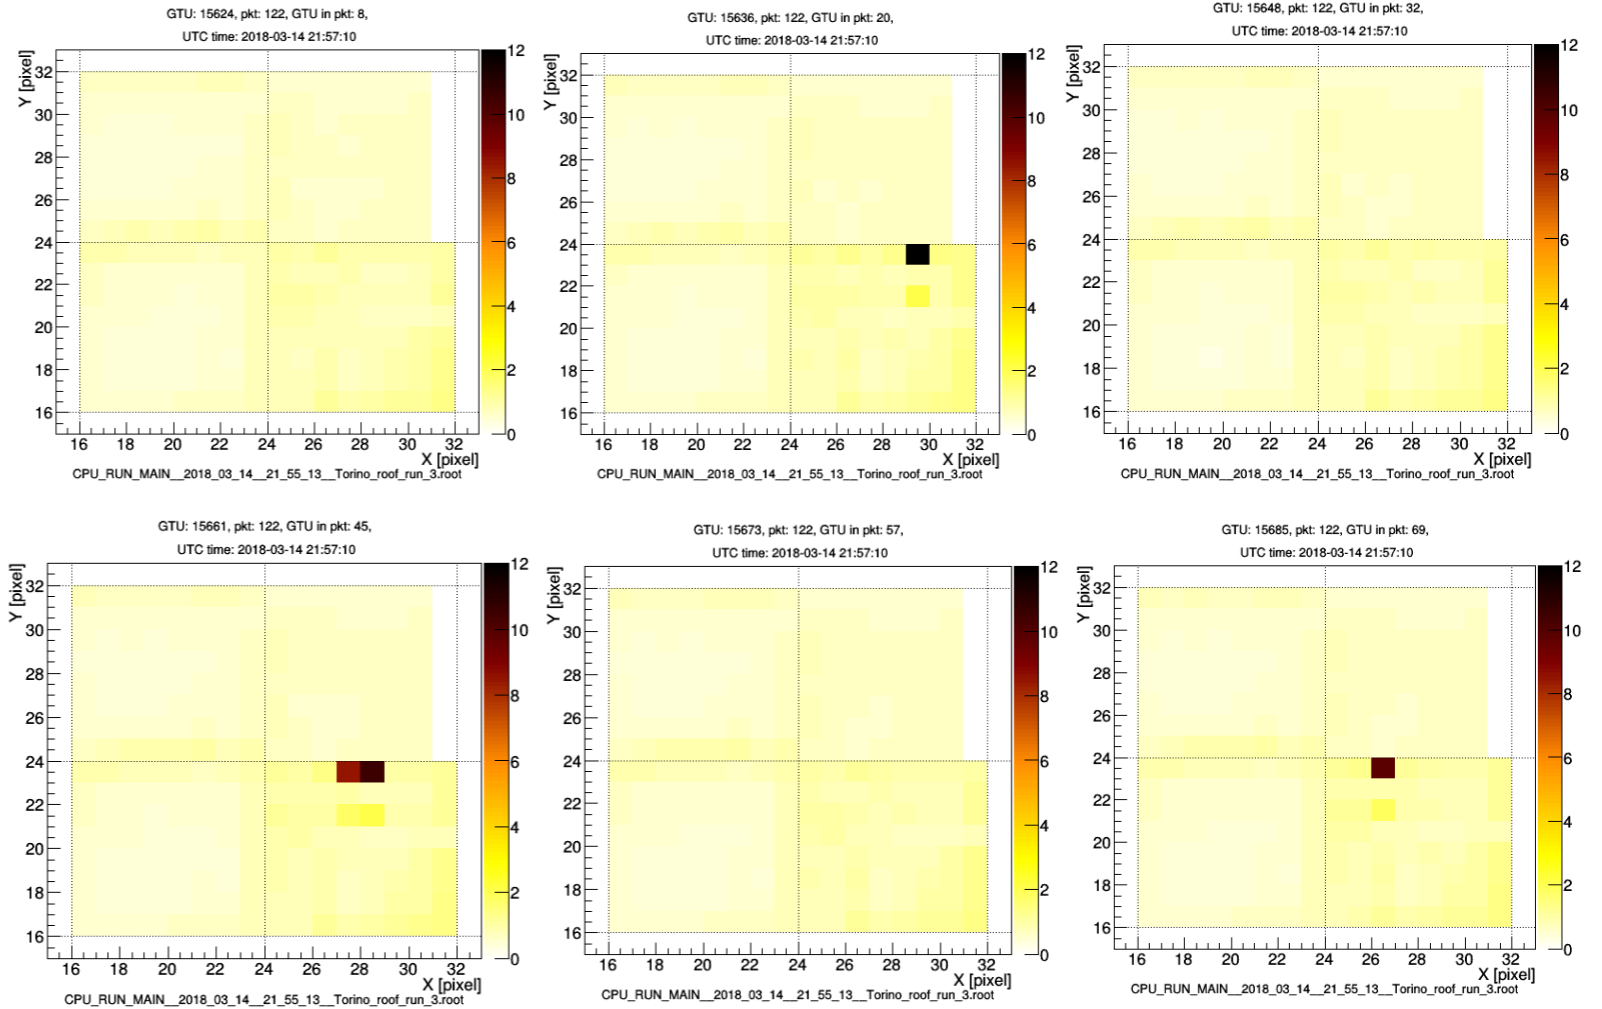 GTU: 15624, pkt: 122, GTU in pkt: 8,
UTC time: 2018-03-14 21:57:10
Y [pixel]
32
30
28
26
24
22
20
18
16
16 18 20 22 24 26 28 30 32
X [pixel]
12
10
8
6
4
2
0
CPU_RUN_MAIN__2018_03_14__21_55_13__Torino_roof_run_3.root
GTU: 15636, pkt: 122, GTU in pkt: 20,
UTC time: 2018-03-14 21:57:10
Y [pixel]
32
30
28
26
24
22
20
18
16
16 18 20 22 24 26 28 30 32
X [pixel]
12
10
8
6
4
2
0
CPU_RUN_MAIN__2018_03_14__21_55_13__Torino_roof_run_3.root
GTU: 15648, pkt: 122, GTU in pkt: 32,
UTC time: 2018-03-14 21:57:10
Y [pixel]
32
30
28
26
24
22
20
18
16
16 18 20 22 24 26 28 30 32
X [pixel]
12
10
8
6
4
2
0
CPU_RUN_MAIN__2018_03_14__21_55_13__Torino_roof_run_3.root
GTU: 15661, pkt: 122, GTU in pkt: 45,
UTC time: 2018-03-14 21:57:10
Y [pixel]
32
30
28
26
24
22
20
18
16
16 18 20 22 24 26 28 30 32
X [pixel]
12
10
8
6
4
2
0
CPU_RUN_MAIN__2018_03_14__21_55_13__Torino_roof_run_3.root
GTU: 15673, pkt: 122, GTU in pkt: 57,
UTC time: 2018-03-14 21:57:10
Y [pixel]
32
30
28
26
24
22
20
18
16
16 18 20 22 24 26 28 30 32
X [pixel]
12
10
8
6
4
2
0
CPU_RUN_MAIN__2018_03_14__21_55_13__Torino_roof_run_3.root
GTU: 15685, pkt: 122, GTU in pkt: 69,
UTC time: 2018-03-14 21:57:10
Y [pixel]
32
30
28
26
24
22
20
18
16
16 18 20 22 24 26 28 30 32
X [pixel]
12
10
8
6
4
2
0
CPU_RUN_MAIN__2018_03_14__21_55_13__Torino_roof_run_3.root